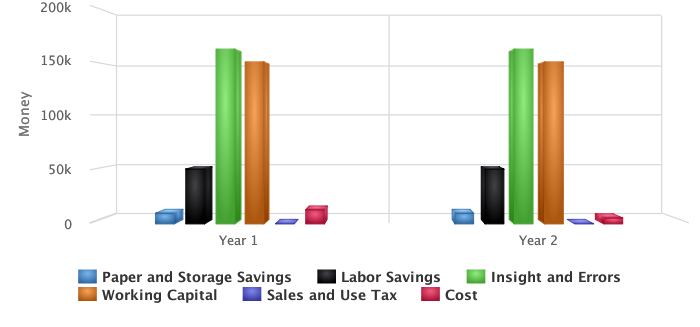 200k
150k
100k
50k
0
Money
Year 1 Year 2
Paper and Storage Savings Labor Savings Insight and Errors
Working Capital Sales and Use Tax Cost